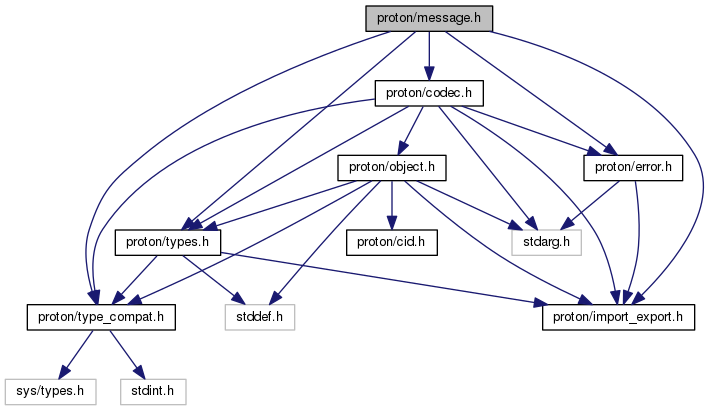 proton/message.h
proton/codec.h
proton/object.h
proton/error.h
proton/types.h
proton/cid.h
stdarg.h
proton/type_compat.h
stddef.h
proton/import_export.h
sys/types.h
stdint.h